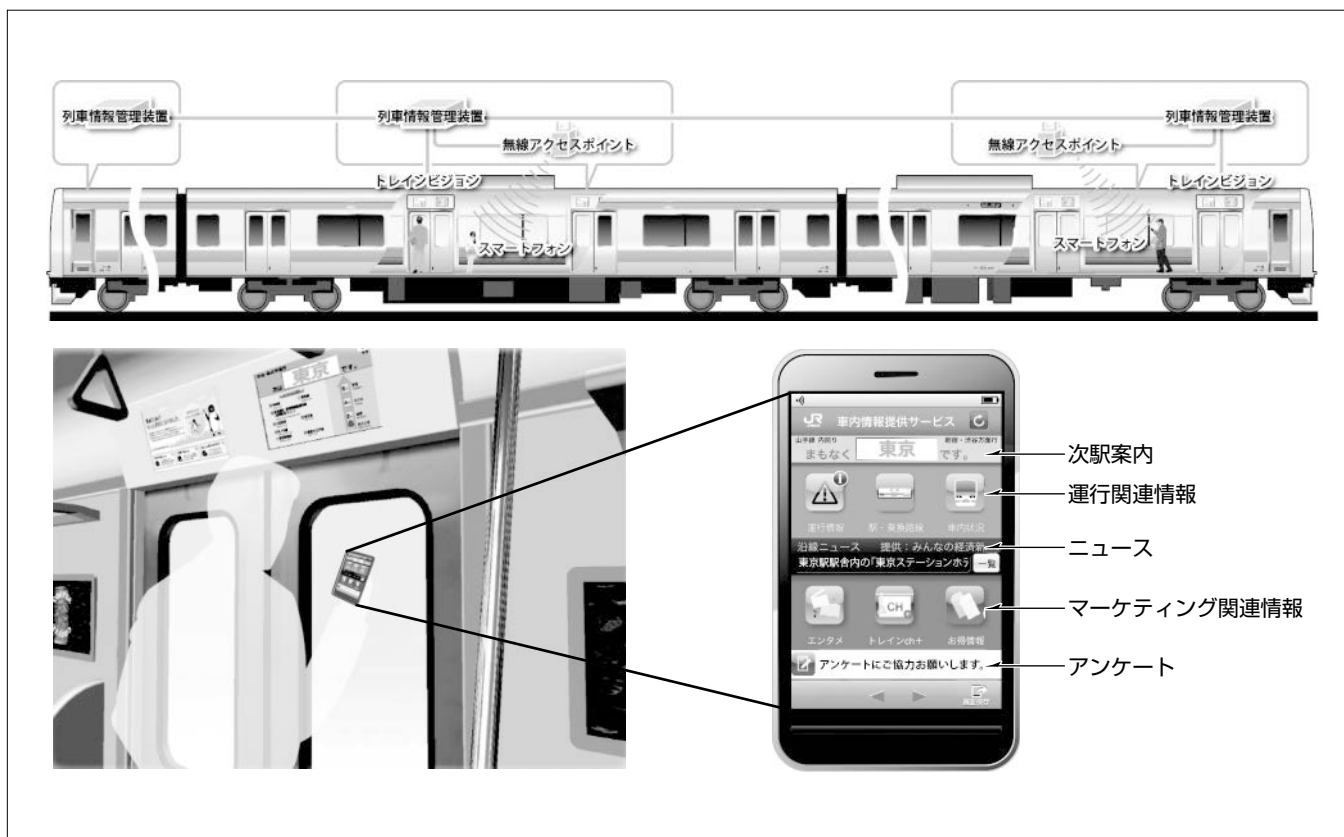 列車情報管理装置
列車情報管理装置
列車情報管理装置
無線アクセスポイント
無線アクセスポイント
トレインビジョン
トレインビジョン
スマートフォン
スマートフォン
東京
です。
JR 車内情報提供サービス
山手線 内回り
新宿・渋谷方面行
まもなく 東京 です。
運行情報 駅・乗換路線 車内状況
沿線ニュース 提供:みんなの経済新
東京駅駅舎内の「東京ステーションホテ 一覧
CH
エンタメ トレインch+ お得情報
アンケートにご協力お願いします。
次駅案内
運行関連情報
ニュース
マーケティング関連情報
アンケート